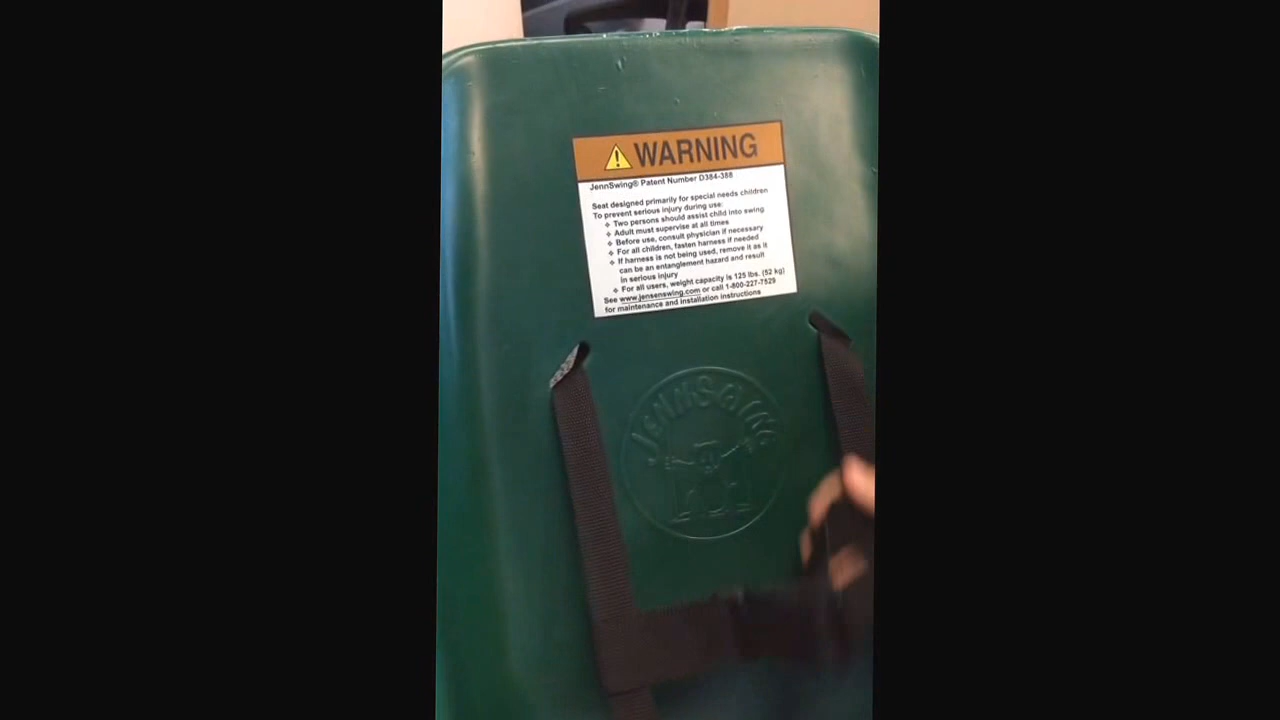 WARNING
JennSwing® Patent Number D384-388
Seat designed primarily for special needs children
To prevent serious injury during use:
❖ Two persons should assist child into swing
❖ Adult must supervise at all times
❖ Before use, consult physician if necessary
❖ For all children, fasten harness if needed
❖ If harness is not being used, remove it as it
can be an entanglement hazard and result
in serious injury
❖ For all users, weight capacity is 125 lbs. (52 kg)
See www.jensenswing.com or call 1-800-227-7529
for maintenance and installation instructions
JENNSWING